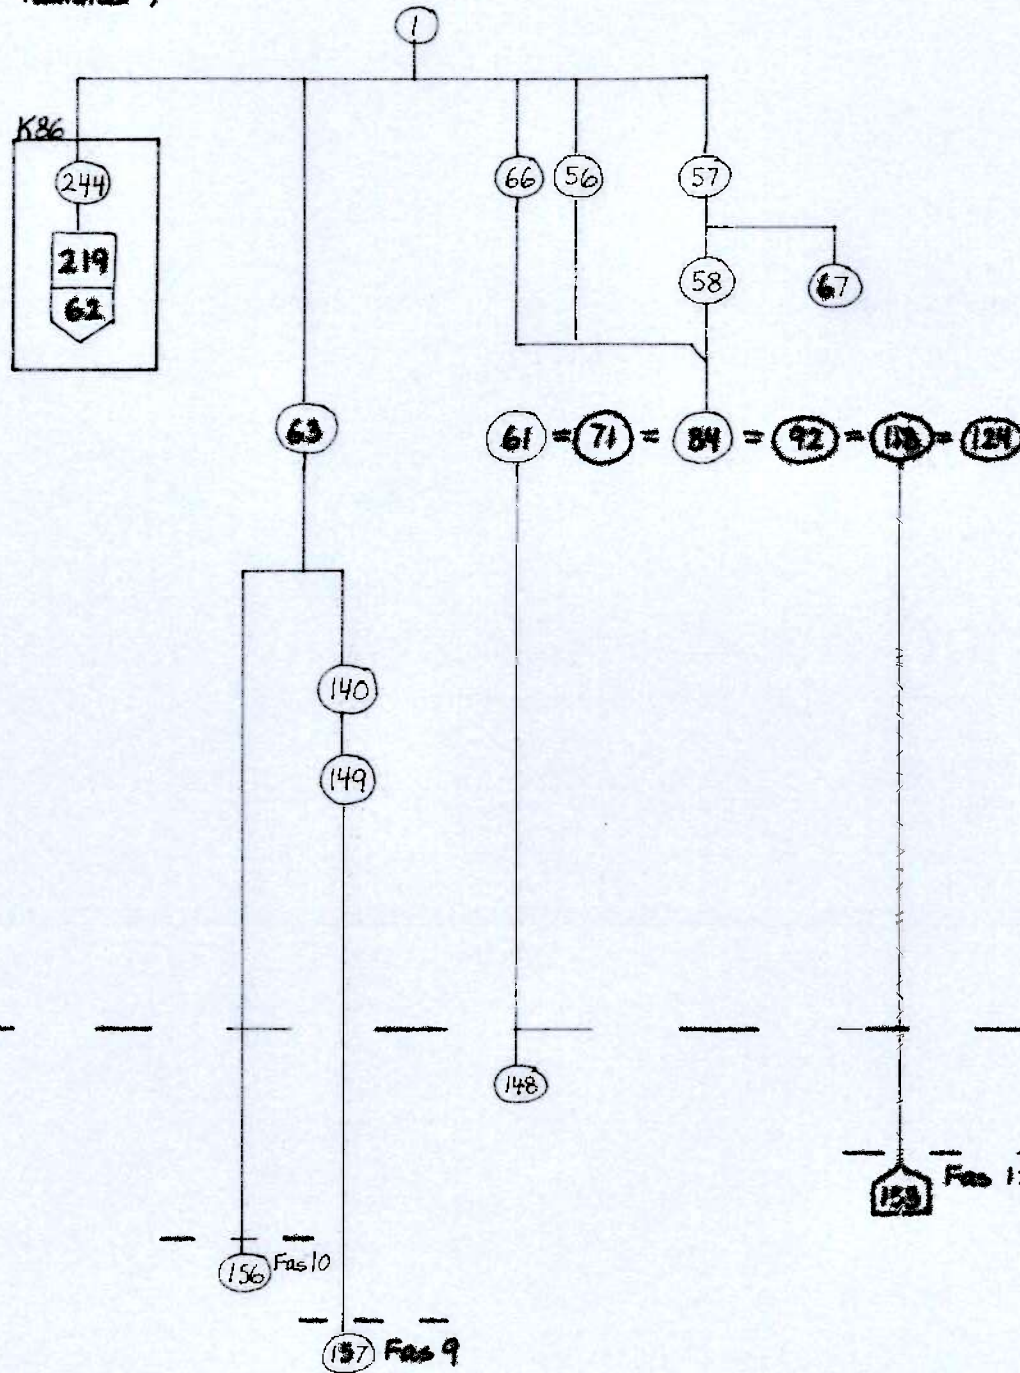 1
K86
244
66 56 57
219
58 67
62
63 61 = 71 = 84 = 92 = = 124
140
149
148
Fas
156 Fas 10
157 Fas 9